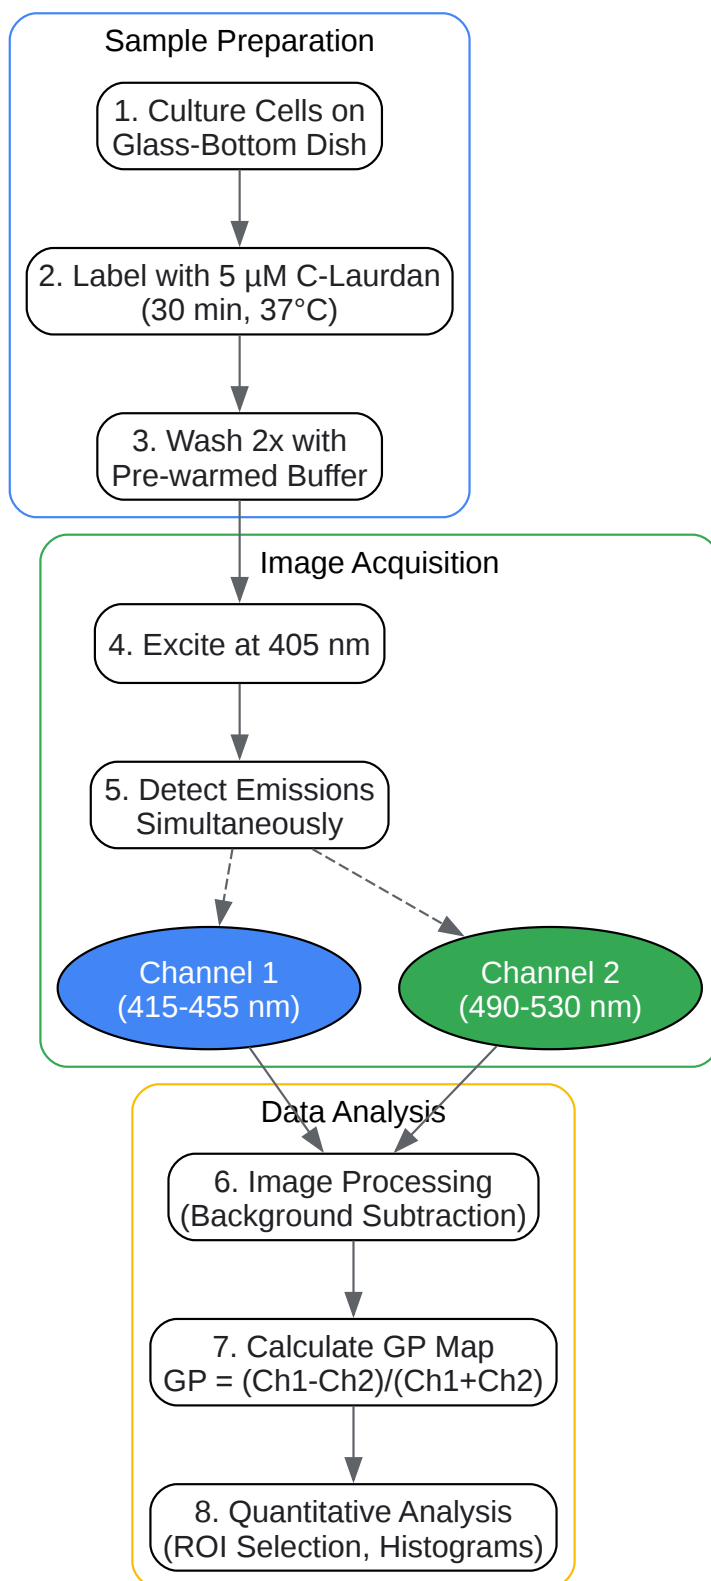 Sample Preparation
1. Culture Cells on
Glass-Bottom Dish
2. Label with 5 µM C-Laurdan
(30 min, 37°C)
3. Wash 2x with
Pre-warmed Buffer
Image Acquisition
4. Excite at 405 nm
5. Detect Emissions
Simultaneously
Channel 1
(415-455 nm)
Channel 2
(490-530 nm)
Data Analysis
6. Image Processing
(Background Subtraction)
7. Calculate GP Map
GP = (Ch1-Ch2)/(Ch1+Ch2)
8. Quantitative Analysis
(ROI Selection, Histograms)